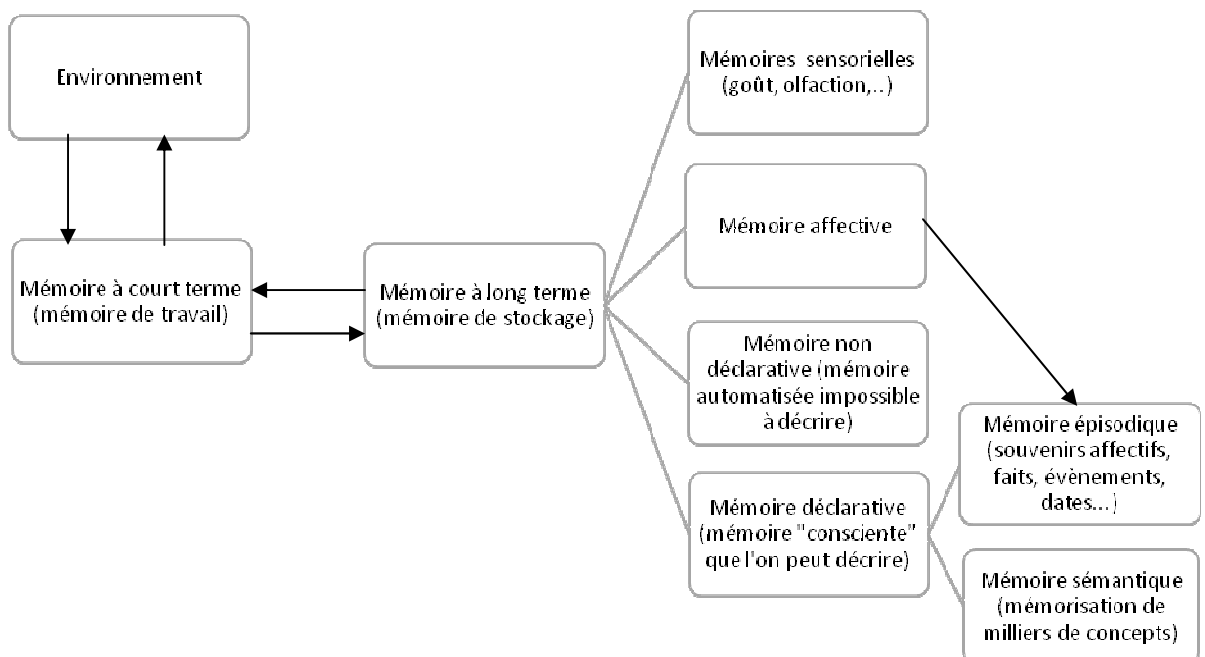 Environnement
Mémoire à court terme
(mémoire de travail)
Mémoire à long terme
(mémoire de stockage)
Mémoires sensorielles
(goût, olfaction,..)
Mémoire affective
Mémoire non
déclarative (mémoire
automatisée impossible
à décrire)
Mémoire déclarative
(mémoire "consciente"
que l'on peut décrire)
Mémoire épisodique
(souvenirs affectifs,
faits, évènements,
dates...)
Mémoire sémantique
(mémorisation de
milliers de concepts)